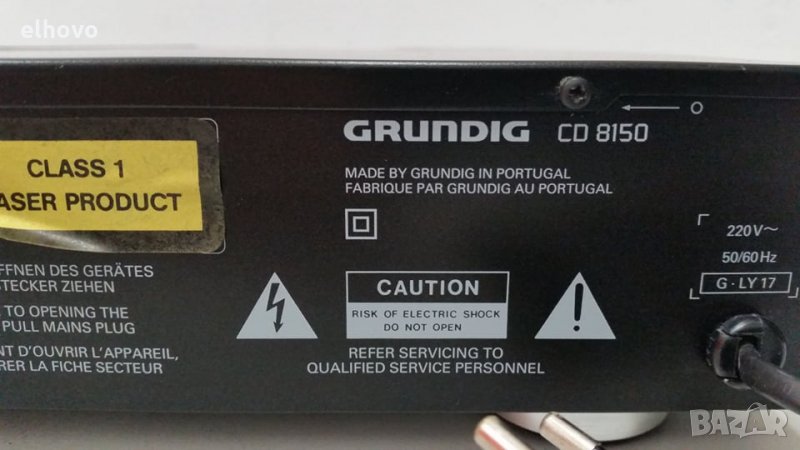 elhovo
GRUNDIG CD 8150
O
MADE BY GRUNDIG IN PORTUGAL
FABRIQUE PAR GRUNDIG AU PORTUGAL
CLASS 1
ASER PRODUCT
220V~
50/60Hz
G·LY 17
FFNEN DES GERÄTES
STECKER ZIEHEN
TO OPENING THE
PULL MAINS PLUG
NT D'OUVRIR L'APPAREIL,
RER LA FICHE SECTEUR
CAUTION
RISK OF ELECTRIC SHOCK
DO NOT OPEN
REFER SERVICING TO
QUALIFIED SERVICE PERSONNEL
BAZAR